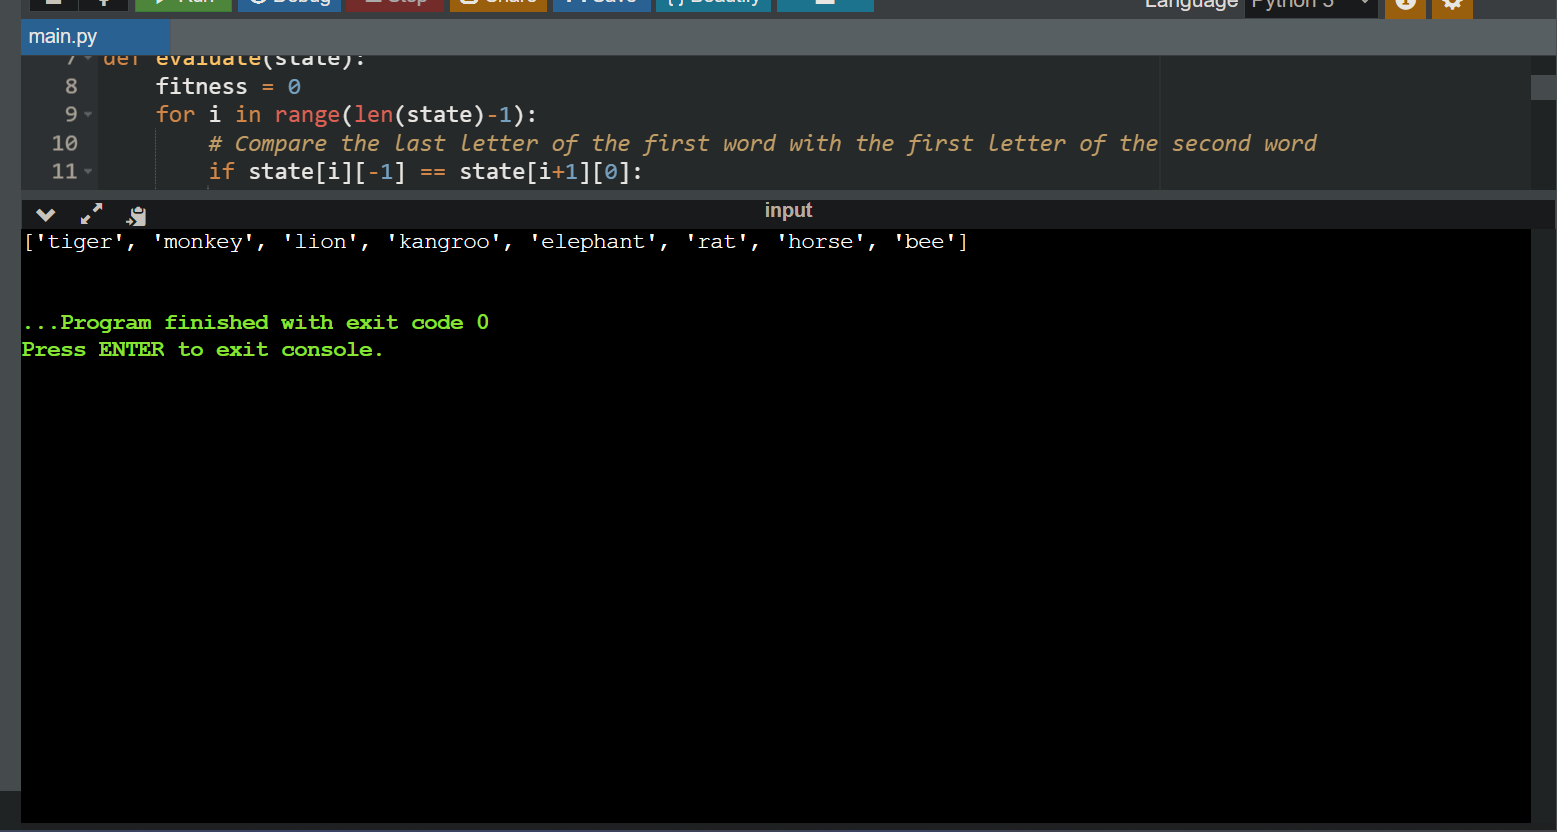 Run Debug Stop Share Save { } Beautify
Language Python 3
main.py
7 def evaluate(state):
8 fitness = 0
9 for i in range(len(state)-1):
10 # Compare the last letter of the first word with the first letter of the second word
11 if state[i][-1] == state[i+1][0]:
input
['tiger', 'monkey', 'lion', 'kangroo', 'elephant', 'rat', 'horse', 'bee']
...Program finished with exit code 0
Press ENTER to exit console.